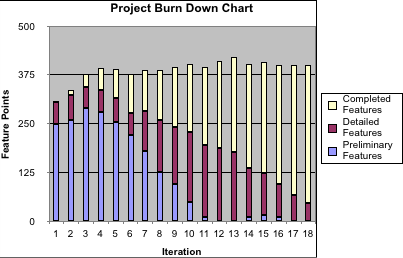 Project Burn Down Chart
500
375
250
125
0
Feature Points
1 2 3 4 5 6 7 8 9 10 11 12 13 14 15 16 17 18
Iteration
Completed
Features
Detailed
Features
Preliminary
Features